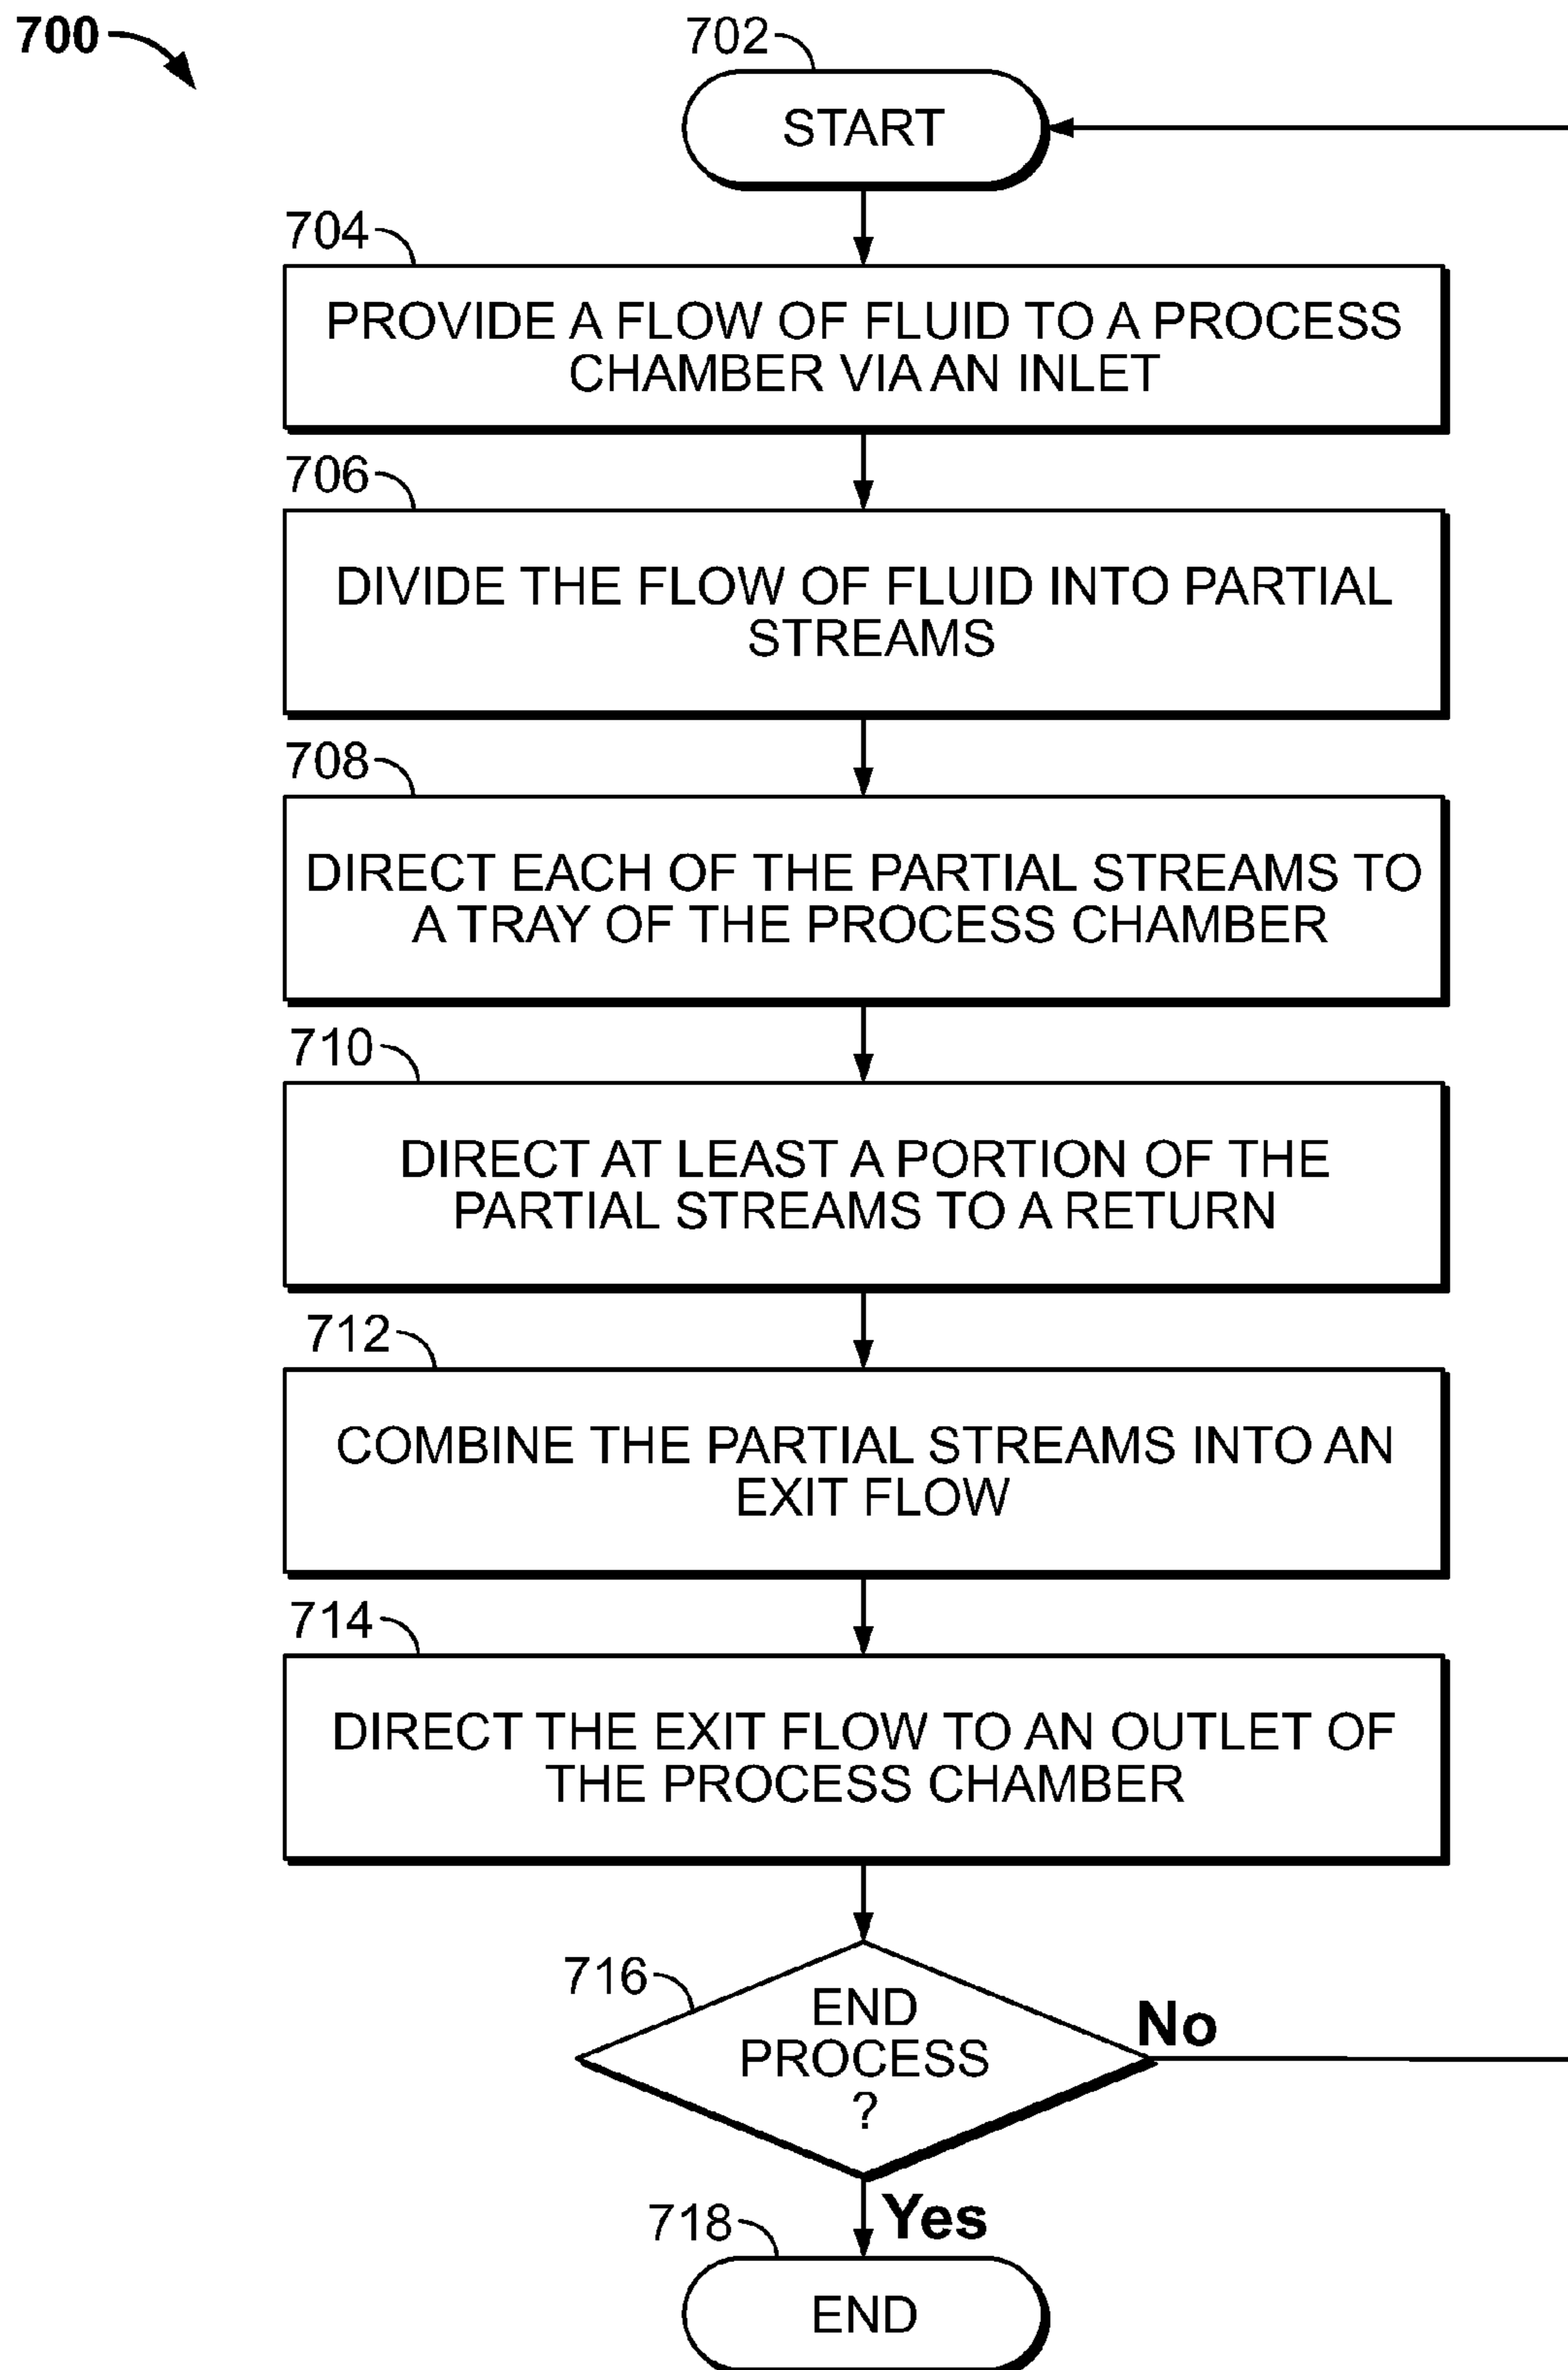 700
702
START
704
PROVIDE A FLOW OF FLUID TO A PROCESS
CHAMBER VIA AN INLET
706
DIVIDE THE FLOW OF FLUID INTO PARTIAL
STREAMS
708
DIRECT EACH OF THE PARTIAL STREAMS TO
A TRAY OF THE PROCESS CHAMBER
710
DIRECT AT LEAST A PORTION OF THE
PARTIAL STREAMS TO A RETURN
712
COMBINE THE PARTIAL STREAMS INTO AN
EXIT FLOW
714
DIRECT THE EXIT FLOW TO AN OUTLET OF
THE PROCESS CHAMBER
716
END
PROCESS
?
No
Yes
718
END